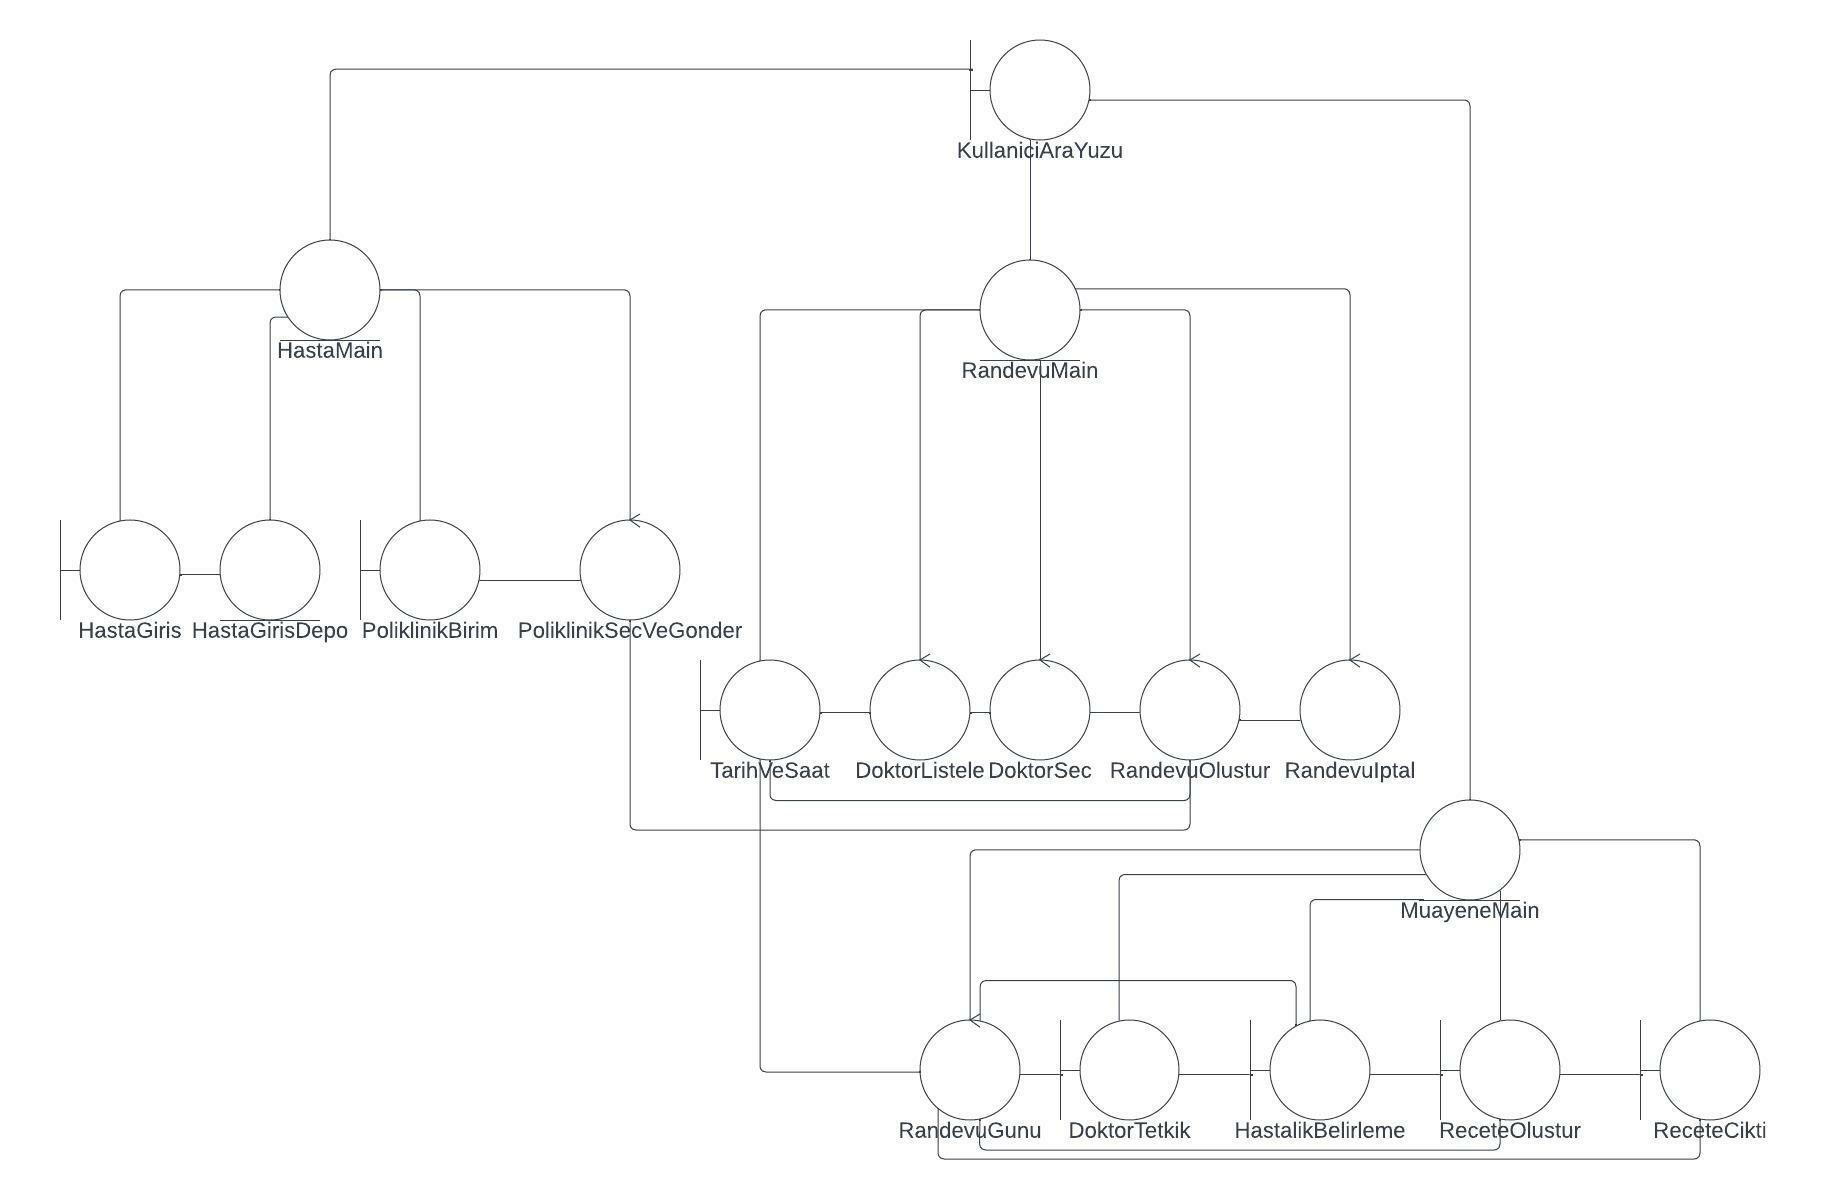 KullaniciAraYuzu
HastaMain
RandevuMain
HastaGiris
HastaGirisDepo
PoliklinikBirim
PoliklinikSecVeGonder
TarihVeSaat
DoktorListele
DoktorSec
RandevuOlustur
RandevuIptal
MuayeneMain
RandevuGunu
DoktorTetkik
HastalikBelirleme
ReceteOlustur
ReceteCikti